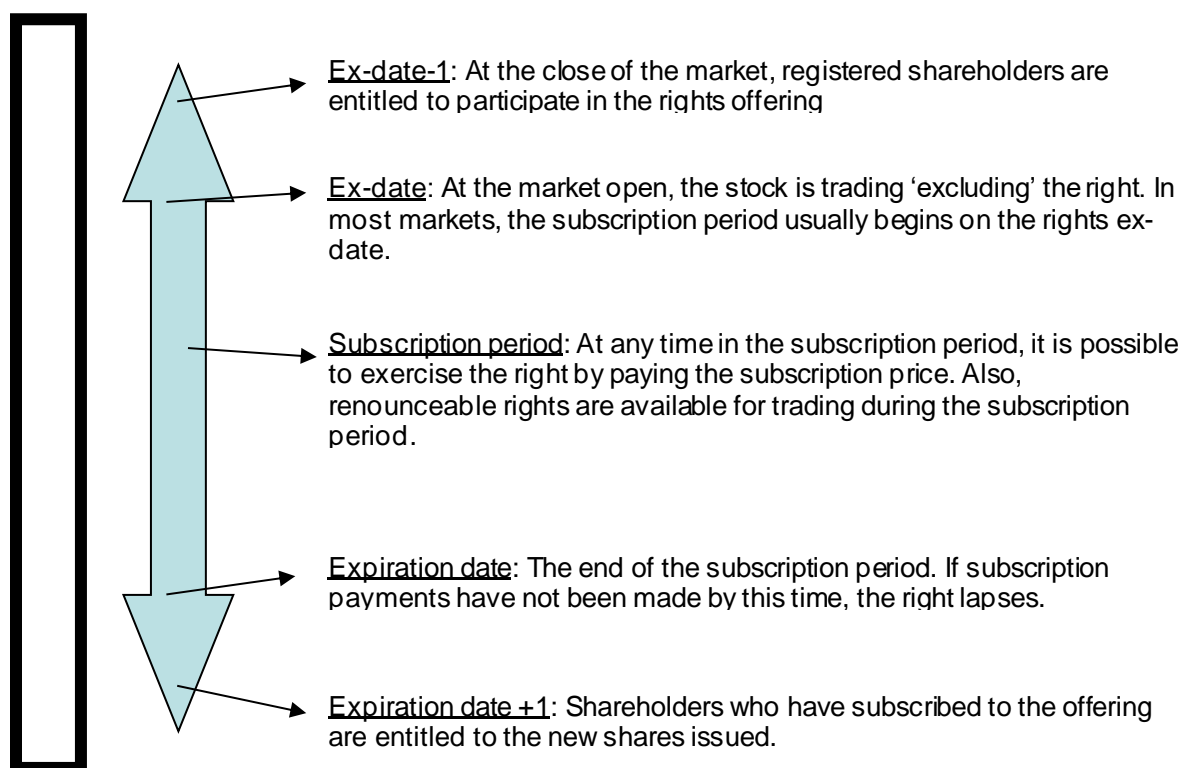 Ex-date-1: At the close of the market, registered shareholders are
entitled to participate in the rights offering
Ex-date: At the market open, the stock is trading ‘excluding’ the right. In
most markets, the subscription period usually begins on the rights ex-
date.
Subscription period: At any time in the subscription period, it is possible
to exercise the right by paying the subscription price. Also,
renounceable rights are available for trading during the subscription
period.
Expiration date: The end of the subscription period. If subscription
payments have not been made by this time, the right lapses.
Expiration date +1: Shareholders who have subscribed to the offering
are entitled to the new shares issued.